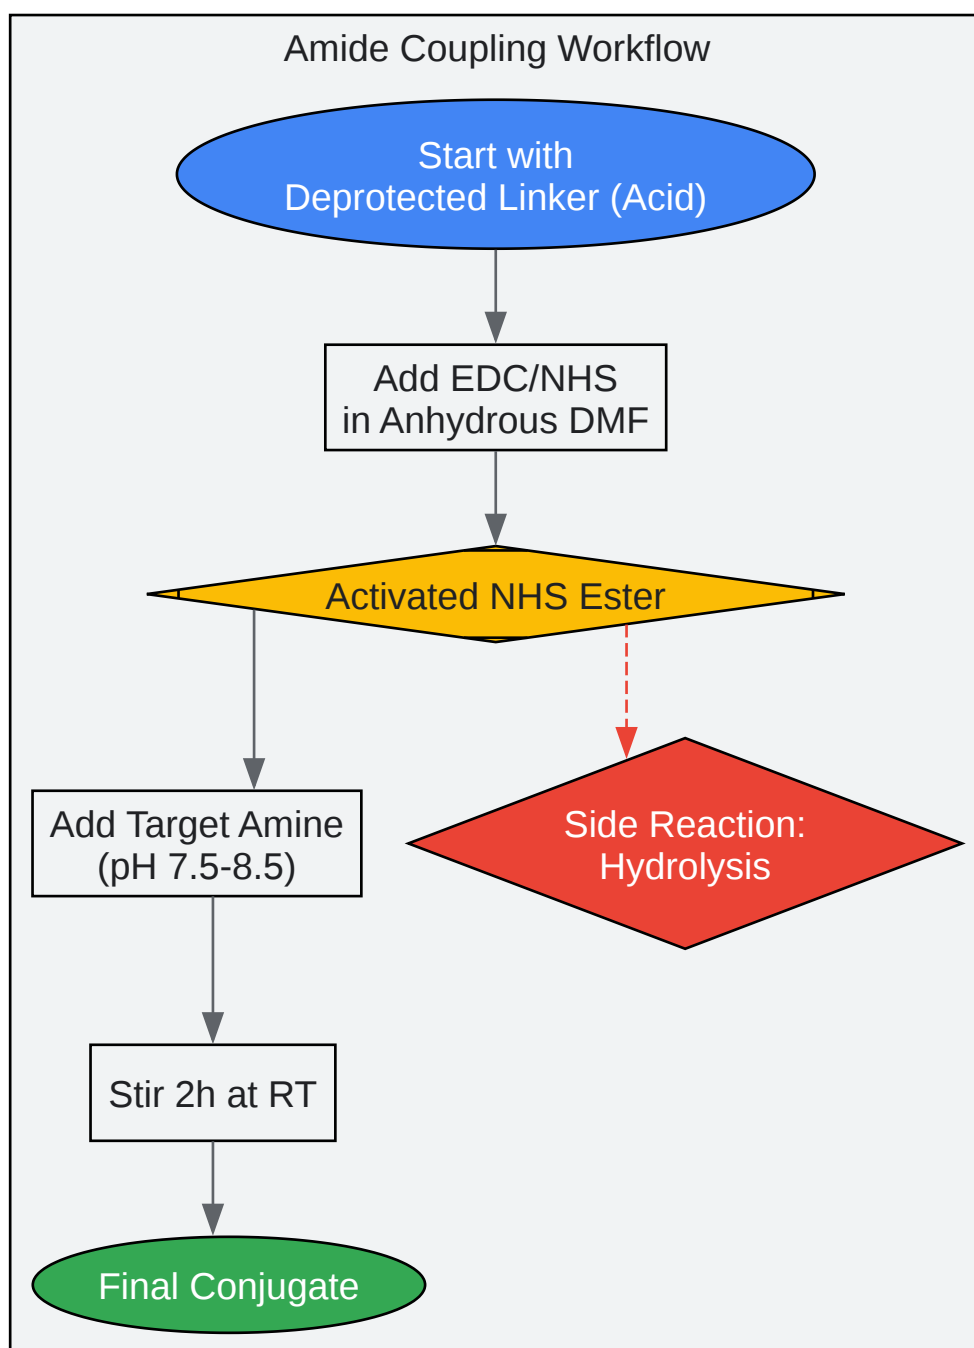 Amide Coupling Workflow
Start with
Deprotected Linker (Acid)
Add EDC/NHS
in Anhydrous DMF
Activated NHS Ester
Add Target Amine
(pH 7.5-8.5)
Side Reaction:
Hydrolysis
Stir 2h at RT
Final Conjugate